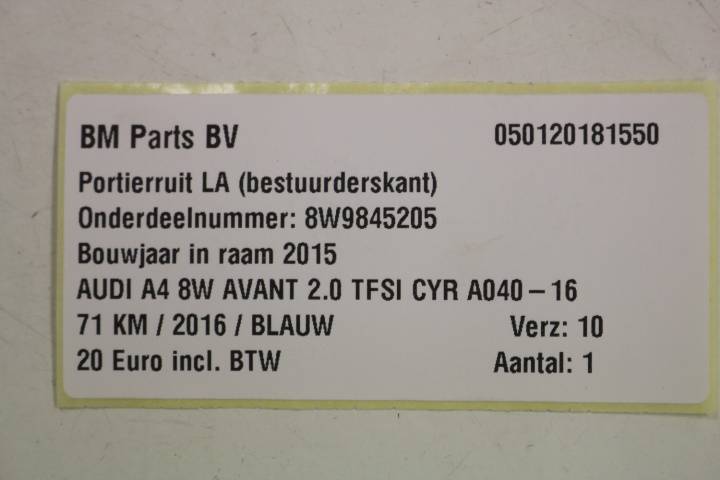 BM Parts BV 050120181550
Portierruit LA (bestuurderskant)
Onderdeelnummer: 8W9845205
Bouwjaar in raam 2015
AUDI A4 8W AVANT 2.0 TFSI CYR A040-16
71 KM / 2016 / BLAUW Verz: 10
20 Euro incl. BTW Aantal: 1